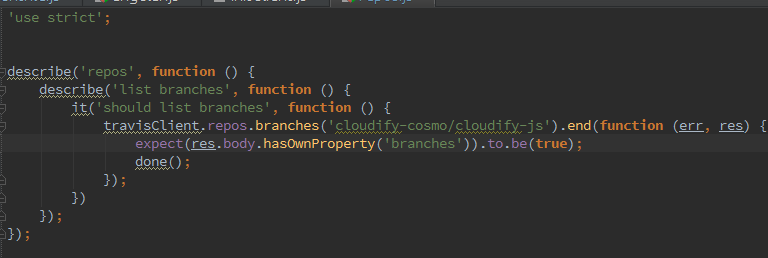 'use strict';
describe('repos', function () {
    describe('list branches', function () {
        it('should list branches', function () {
            travisClient.repos.branches('cloudify-cosmo/cloudify-js').end(function (err, res) {
                expect(res.body.hasOwnProperty('branches')).to.be(true);
                done();
            });
        })
    });
});